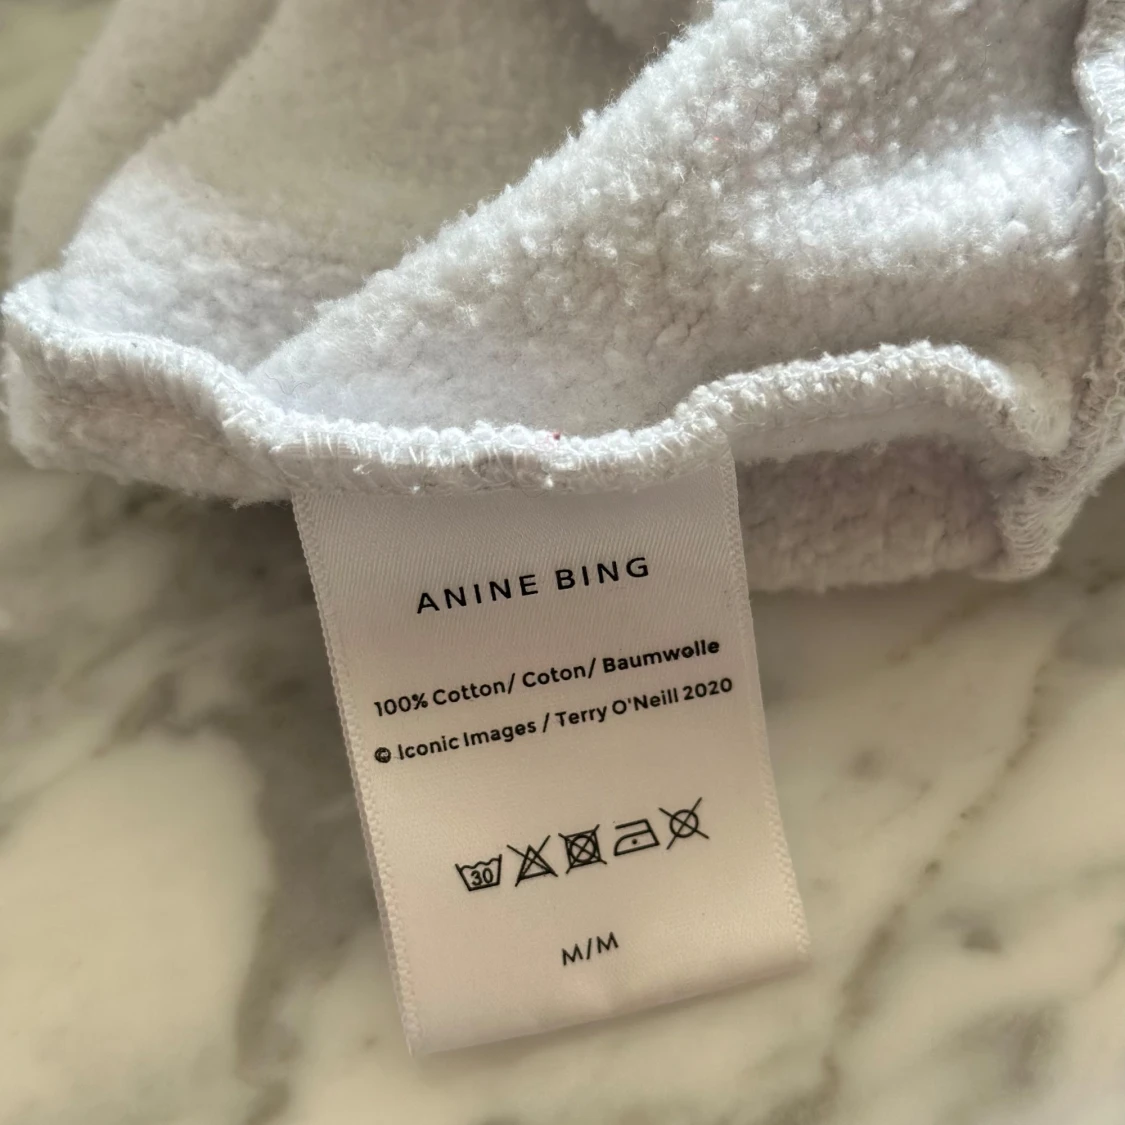 ANINE BING
100% Cotton/ Coton/ Baumwolle
© Iconic Images / Terry O'Neill 2020
30
M/M